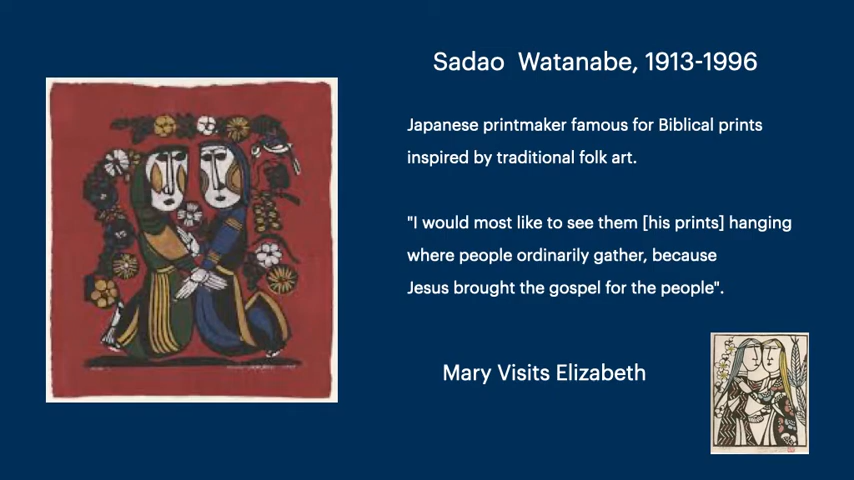 Sadao Watanabe, 1913-1996
Japanese printmaker famous for Biblical prints
inspired by traditional folk art.
"I would most like to see them [his prints] hanging
where people ordinarily gather, because
Jesus brought the gospel for the people".
Mary Visits Elizabeth